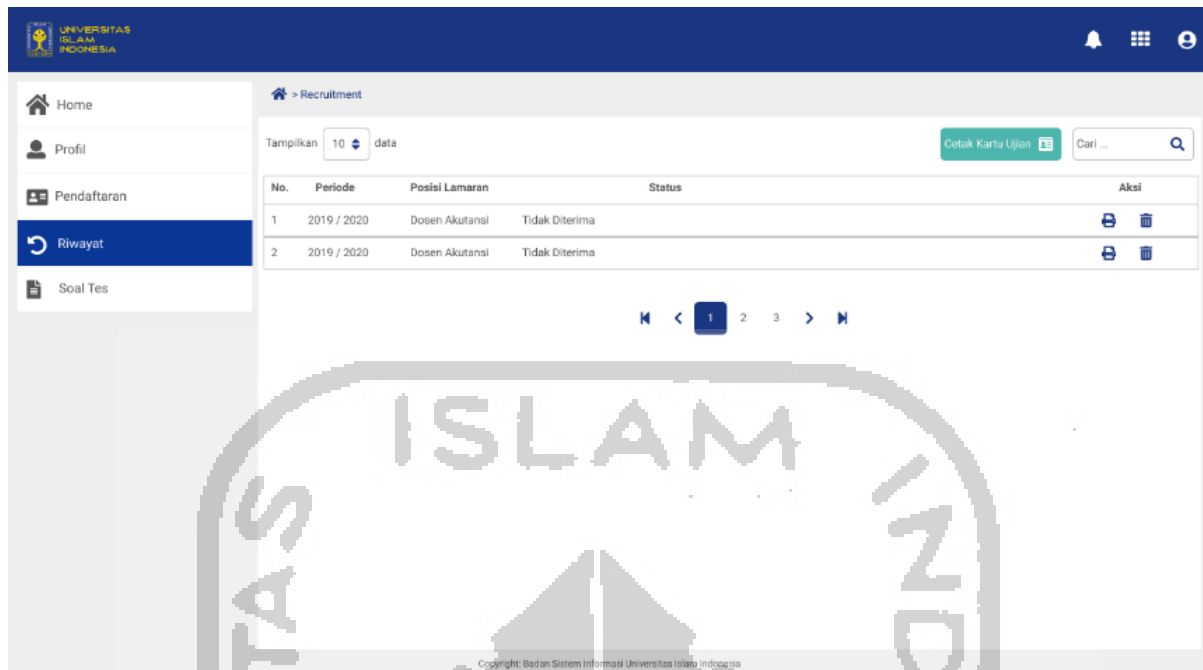 UNIVERSITAS
ISLAM
INDONESIA
Home
Profil
Pendaftaran
Riwayat
Soal Tes
> Recruitment
Tampilkan 10 data
Cetak Kartu Ujian
Cari ...
No. Periode Posisi Lamaran Status Aksi
1 2019 / 2020 Dosen Akutansi Tidak Diterima
2 2019 / 2020 Dosen Akutansi Tidak Diterima
1 2 3
ISLAM
Copyright: Badan Sistem Informasi Universitas Islam Indonesia